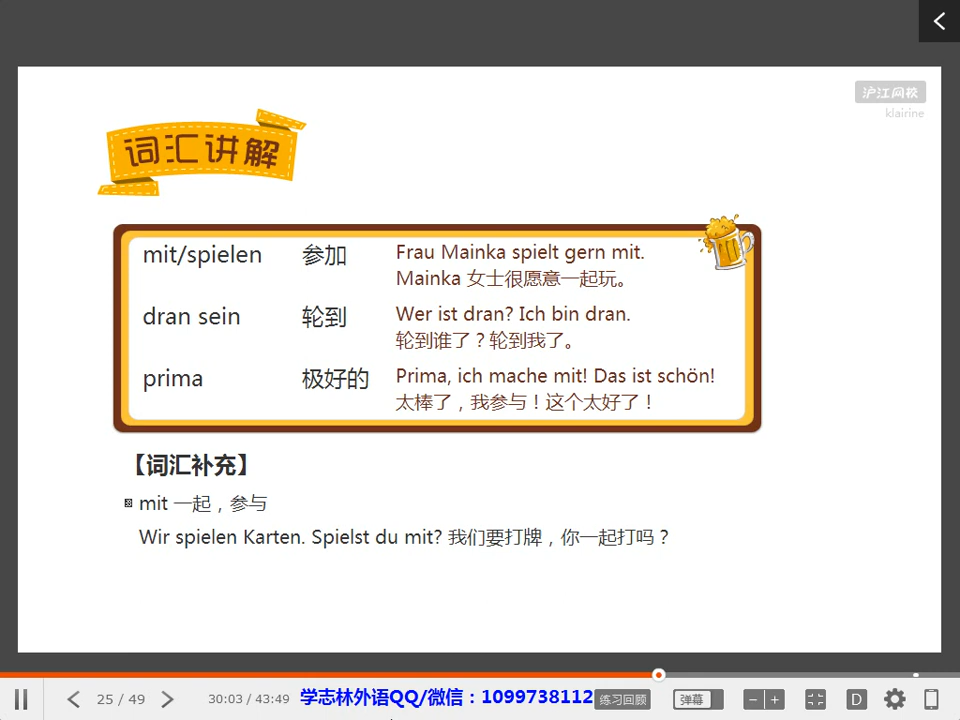 沪江网校
klairine
词汇讲解
mit/spielen 参加 Frau Mainka spielt gern mit.
Mainka 女士很愿意一起玩。
dran sein 轮到 Wer ist dran? Ich bin dran.
轮到谁了？轮到我了。
prima 极好的 Prima, ich mache mit! Das ist schön!
太棒了，我参与！这个太好了！
【词汇补充】
mit 一起，参与
Wir spielen Karten. Spielst du mit? 我们要打牌，你一起打吗？
25 / 49 30:03 / 43:49 学志林外语QQ/微信：1099738112 练习回顾 弹幕 D